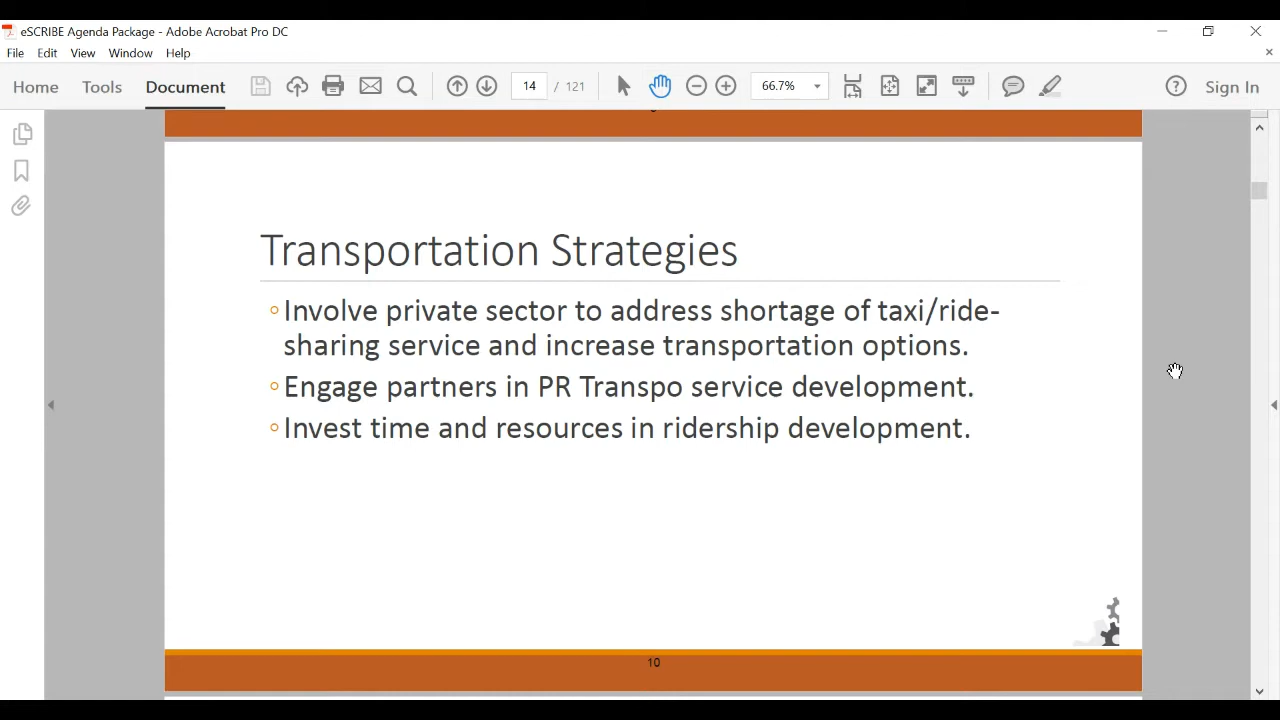 eSCRIBE Agenda Package - Adobe Acrobat Pro DC
File Edit View Window Help
Home Tools Document 14 / 121 66.7% Sign In
Transportation Strategies
Involve private sector to address shortage of taxi/ride-
sharing service and increase transportation options.
Engage partners in PR Transpo service development.
Invest time and resources in ridership development.
10